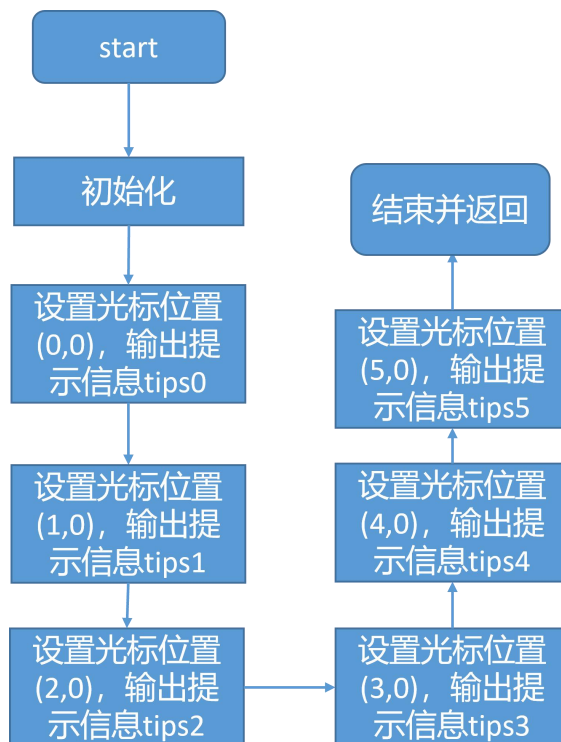 start
初始化
设置光标位置
(0,0)，输出提
示信息tips0
设置光标位置
(1,0)，输出提
示信息tips1
设置光标位置
(2,0)，输出提
示信息tips2
设置光标位置
(3,0)，输出提
示信息tips3
设置光标位置
(4,0)，输出提
示信息tips4
设置光标位置
(5,0)，输出提
示信息tips5
结束并返回